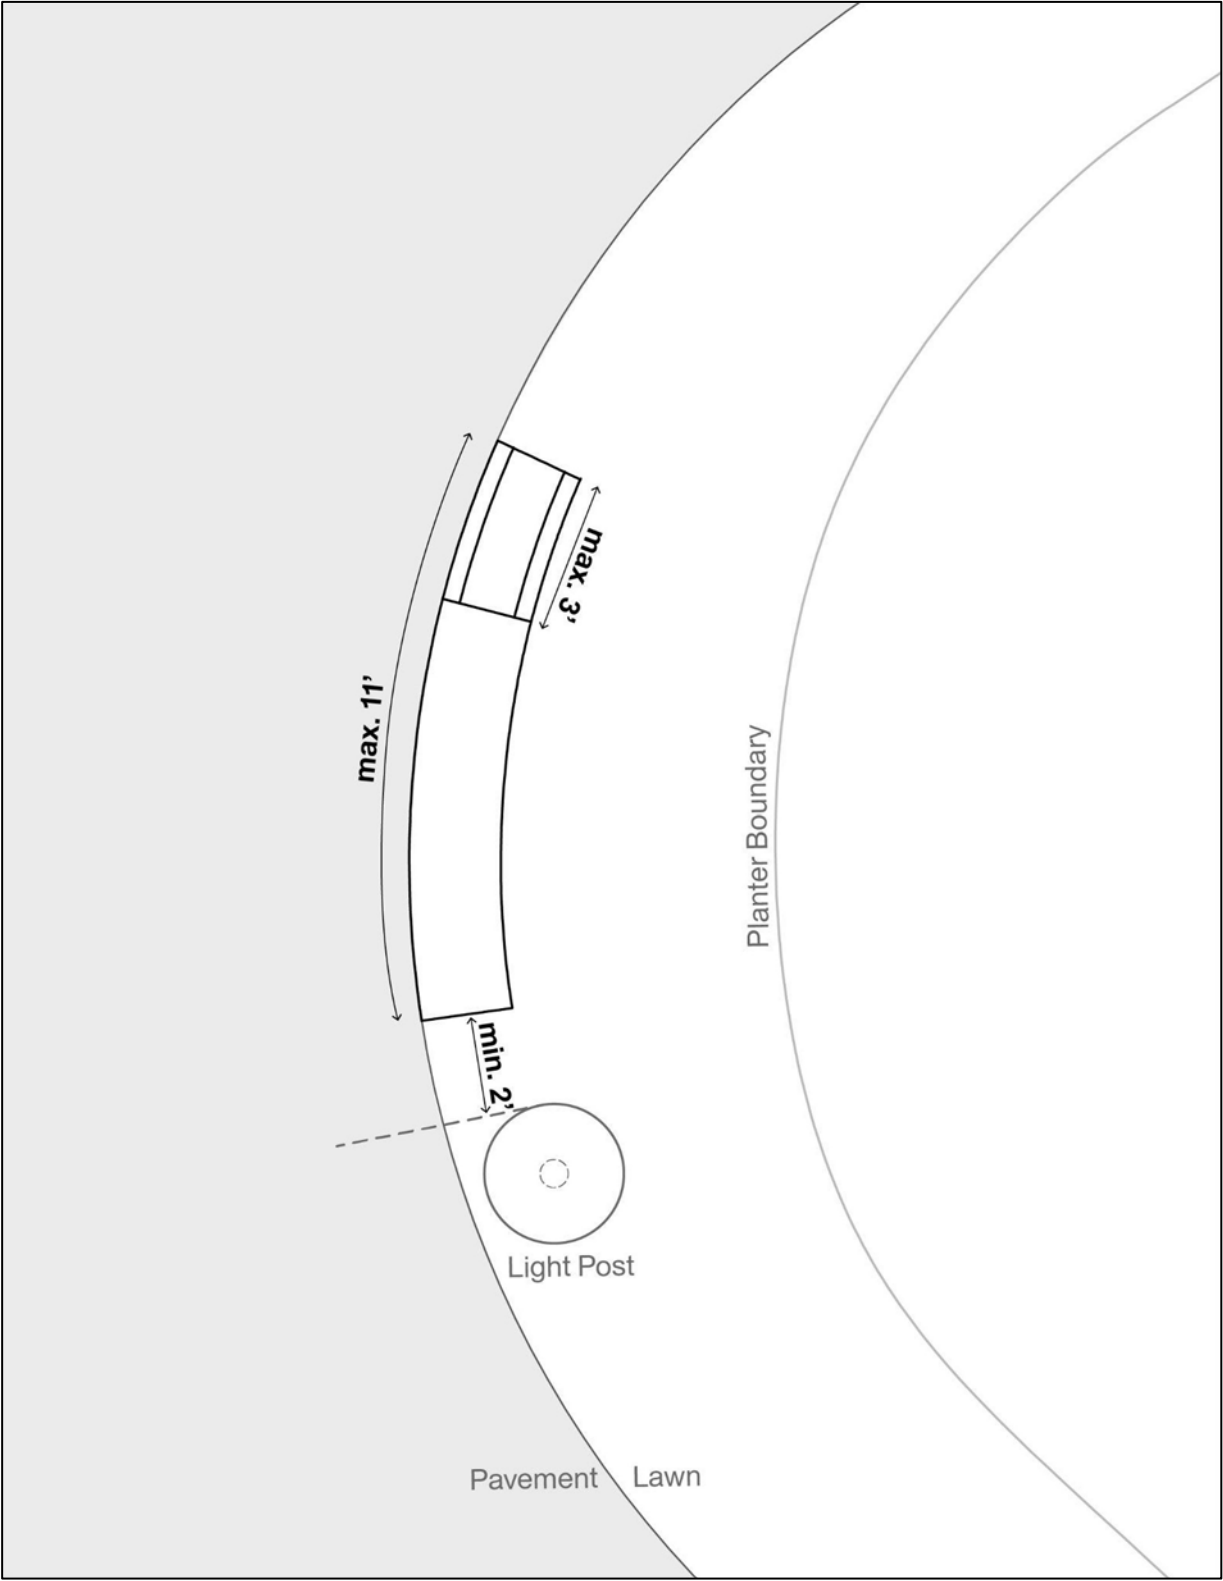 max. 3’
max. 11’
Planter Boundary
min. 2’
Light Post
Pavement
Lawn